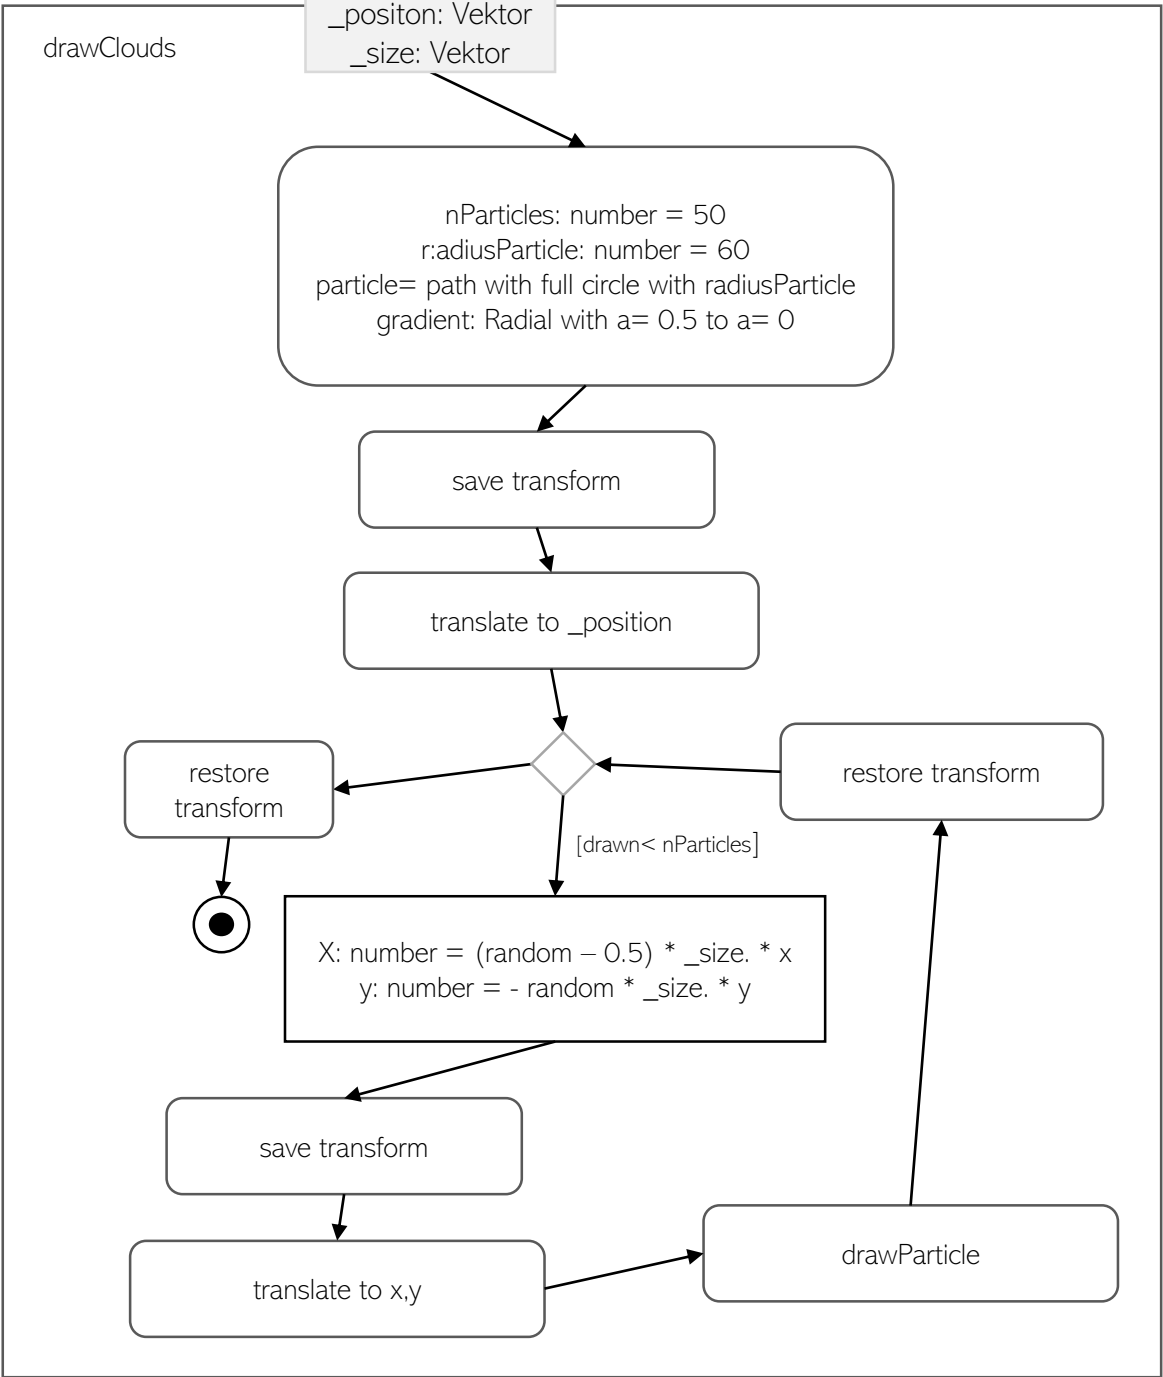 _positon: Vektor
_size: Vektor
drawClouds
nParticles: number = 50
r:adiusParticle: number = 60
particle= path with full circle with radiusParticle
gradient: Radial with a= 0.5 to a= 0
save transform
translate to _position
restore
transform
restore transform
[drawn< nParticles]
X: number = (random – 0.5) * _size. * x
y: number = - random * _size. * y
save transform
translate to x,y
drawParticle